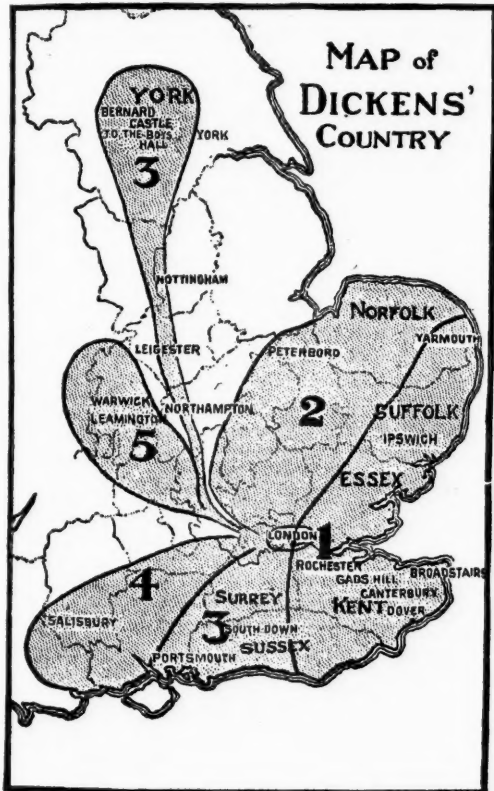 MAP of
DICKENS'
COUNTRY
YORK
BERNARD
CASTLE
TO-THE-BOYS
HALL
YORK
3
NOTTINGHAM
LEIGESTER
NORFOLK
YARMOUTH
PETERBORO
WARWICK
LEAMINGTON
NORTHAMPTON
5
2
SUFFOLK
IPSWICH
ESSEX
LONDON
1
ROCHESTER
GADS HILL
BROADSTAIRS
CANTERBURY
KENT
DOVER
4
SALISBURY
SURREY
3
SOUTH-DOWN
SUSSEX
PORTSMOUTH